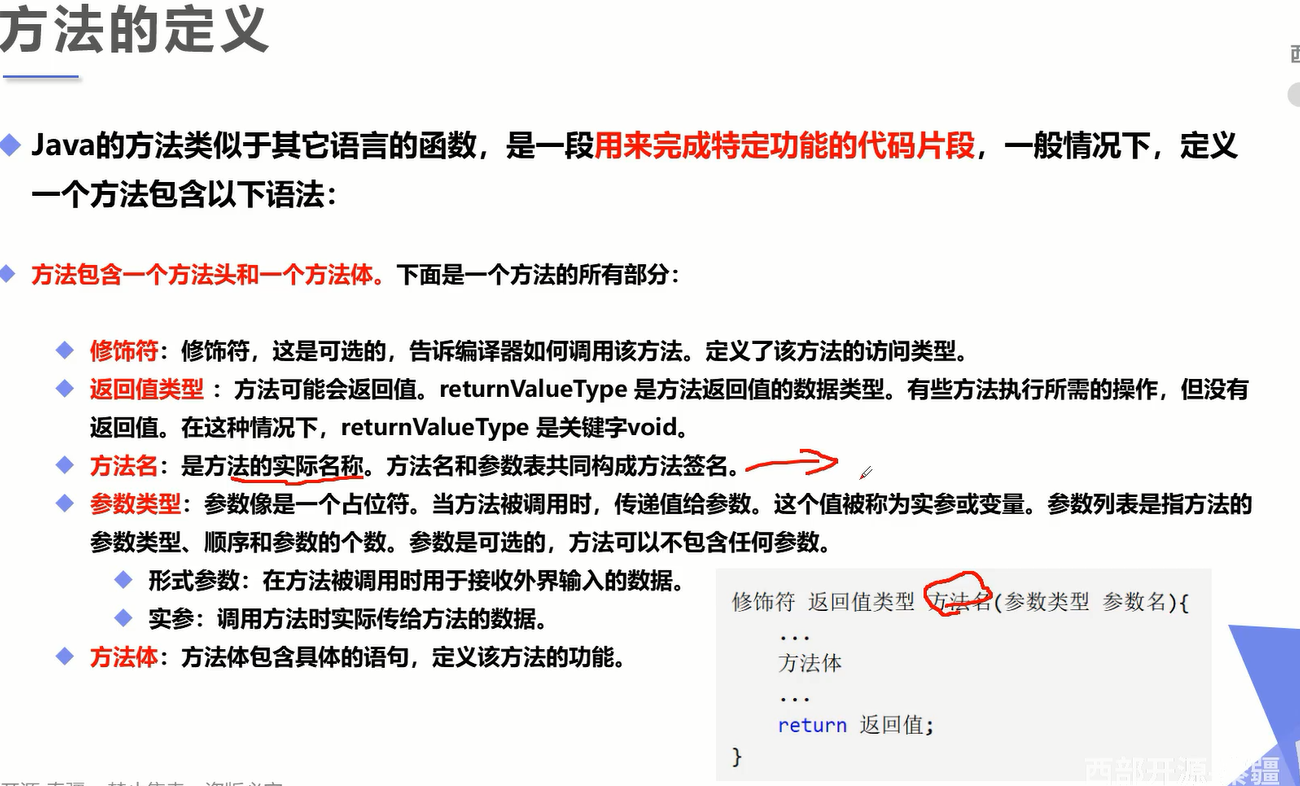 方法的定义
Java的方法类似于其它语言的函数，是一段用来完成特定功能的代码片段，一般情况下，定义
一个方法包含以下语法：
方法包含一个方法头和一个方法体。下面是一个方法的所有部分：
修饰符：修饰符，这是可选的，告诉编译器如何调用该方法。定义了该方法的访问类型。
返回值类型 ：方法可能会返回值。returnValueType 是方法返回值的数据类型。有些方法执行所需的操作，但没有
返回值。在这种情况下，returnValueType 是关键字void。
方法名：是方法的实际名称。方法名和参数表共同构成方法签名。
参数类型：参数像是一个占位符。当方法被调用时，传递值给参数。这个值被称为实参或变量。参数列表是指方法的
参数类型、顺序和参数的个数。参数是可选的，方法可以不包含任何参数。
形式参数：在方法被调用时用于接收外界输入的数据。
实参：调用方法时实际传给方法的数据。
方法体：方法体包含具体的语句，定义该方法的功能。
修饰符 返回值类型 方法名(参数类型 参数名){
...
方法体
...
return 返回值;
}
西部开源